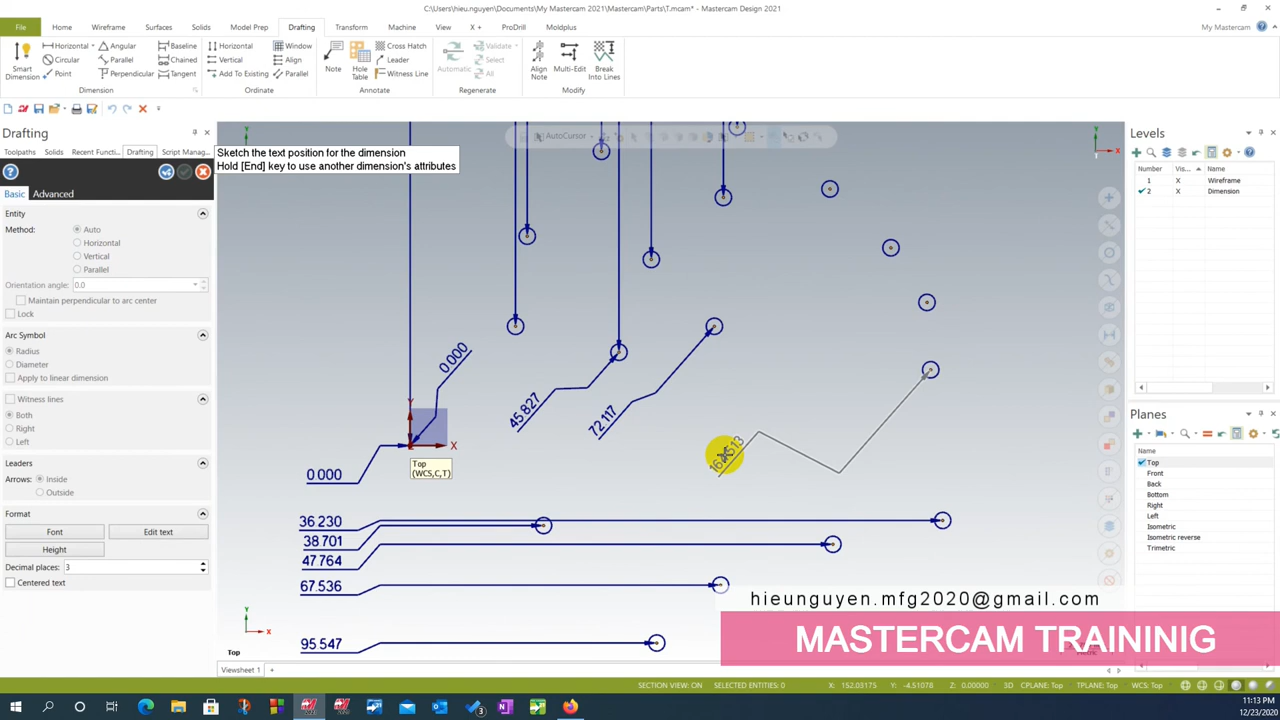 C:\Users\hieu.nguyen\Documents\My Mastercam 2021\Mastercam\Parts\T.mcam* - Mastercam Design 2021
File Home Wireframe Surfaces Solids Model Prep Drafting Transform Machine View X + ProDrill Moldplus My Mastercam
Smart Dimension
Horizontal Angular Baseline
Circular Parallel Chained
Point Perpendicular Tangent
Dimension
Horizontal Window
Vertical Align
Add To Existing Parallel
Ordinate
Note
Hole Table
Cross Hatch
Leader
Witness Line
Annotate
Automatic
Validate
Select
All
Regenerate
Align Note
Multi-Edit
Break Into Lines
Modify
Drafting
Toolpaths Solids Recent Functi... Drafting Script Manag...
Basic Advanced
Entity
Method: Auto
Horizontal
Vertical
Parallel
Orientation angle: 0.0
Maintain perpendicular to arc center
Lock
Arc Symbol
Radius
Diameter
Apply to linear dimension
Witness lines
Both
Right
Left
Leaders
Arrows: Inside
Outside
Format
Font Edit text
Height
Decimal places: 3
Centered text
AutoCursor
Sketch the text position for the dimension
Hold [End] key to use another dimension's attributes
0.000
45.827
72.117
Y
X
Top
(WCS,C,T)
0.000
36.230
38.701
47.764
67.536
95.547
Y
X
Top
Viewsheet 1 +
Levels
Number Vis... Name
1 X Wireframe
2 X Dimension
Planes
Name
Top
Front
Back
Bottom
Right
Left
Isometric
Isometric reverse
Trimetric
hieunguyen.mfg2020@gmail.com
MASTERCAM TRAININIG
SECTION VIEW: ON SELECTED ENTITIES: 0 X: 152.03175 Y: -4.51078 Z: 0.00000 3D CPLANE: Top TPLANE: Top WCS: Top
11:13 PM
12/23/2020